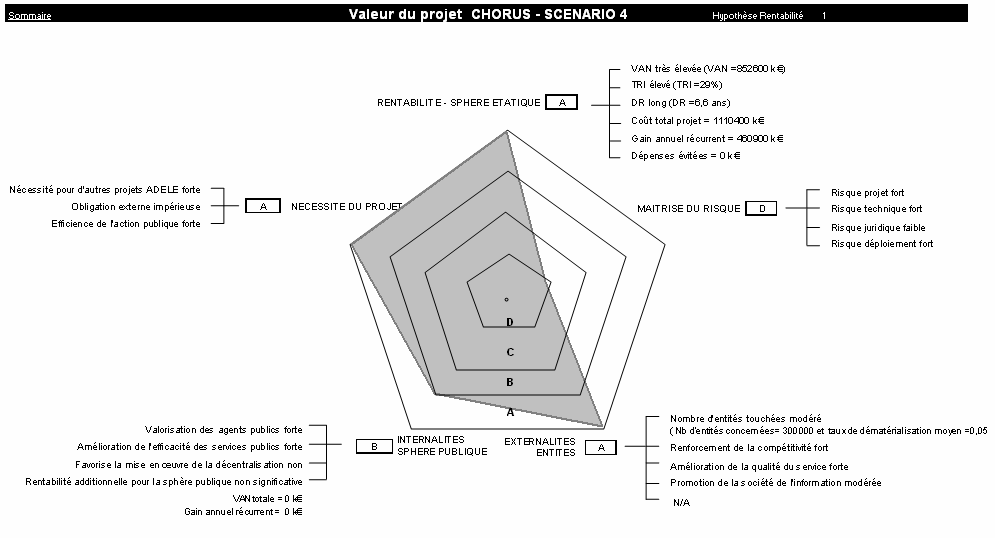 Sommaire
Valeur du projet CHORUS - SCENARIO 4
Hypothèse Rentabilité 1
VAN très élevée (VAN =852600 k€)
TRI élevé (TRI =29%)
RENTABILITE - SPHERE ETATIQUE A
DR long (DR =6,6 ans)
Coût total projet = 1110400 k€
Gain annuel récurrent = 460900 k€
Dépenses évitées = 0 k€
Nécessité pour d'autres projets ADELE forte
Obligation externe impérieuse
Efficience de l'action publique forte
A NECESSITE DU PROJET
MAITRISE DU RISQUE D
Risque projet fort
Risque technique fort
Risque juridique faible
Risque déploiement fort
D
C
B
A
Valorisation des agents publics forte
Amélioration de l'efficacité des services publics forte
Favorise la mise en œuvre de la décentralisation non
Rentabilité additionnelle pour la sphère publique non significative
VAN totale = 0 k€
Gain annuel récurrent = 0 k€
B INTERNALITES
SPHERE PUBLIQUE
EXTERNALITES
ENTITES A
Nombre d'entités touchées modéré
( Nb d'entités concernées= 300000 et taux de dématérialisation moyen =0,05
Renforcement de la compétitivité fort
Amélioration de la qualité du service forte
Promotion de la société de l'information modérée
N/A